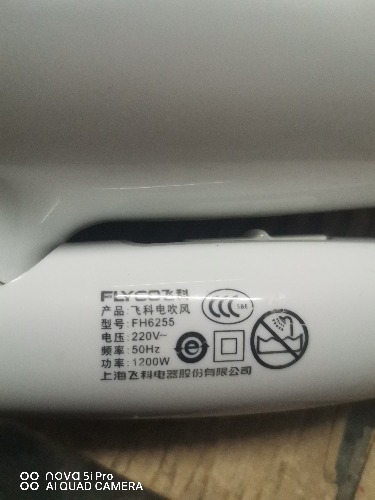 FLYCO飞科
产品: 飞科电吹风
型号: FH6255
电压: 220V~
频率: 50Hz
功率: 1200W
上海飞科电器股份有限公司
nova 5i Pro
AI QUAD CAMERA